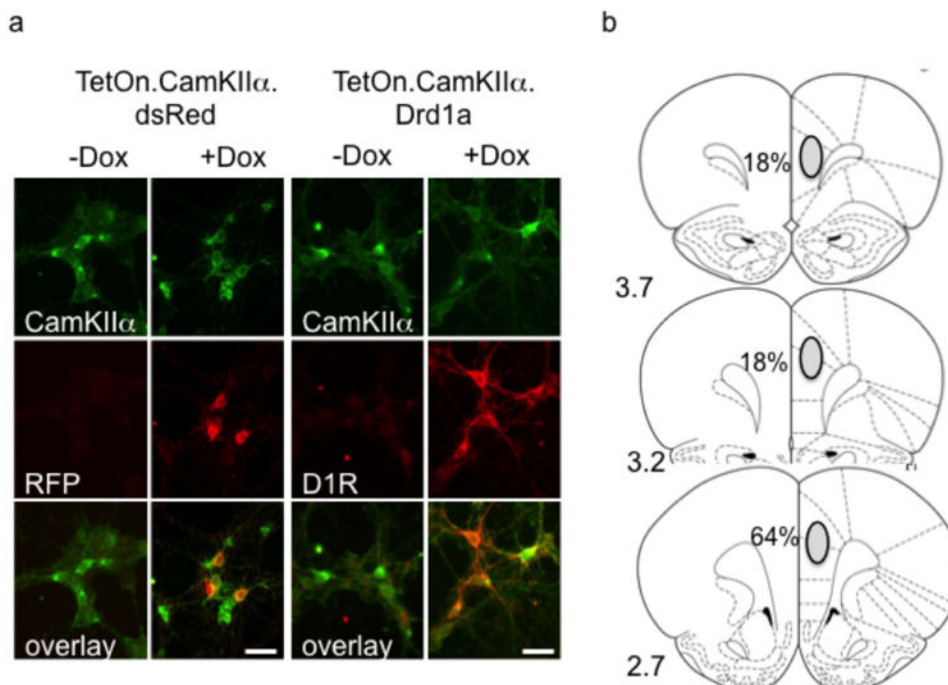 a
b
TetOn.CamKIIα.
dsRed
TetOn.CamKIIα.
Drd1a
-Dox
+Dox
-Dox
+Dox
CamKIIα
CamKIIα
RFP
D1R
overlay
overlay
18%
3.7
18%
3.2
64%
2.7